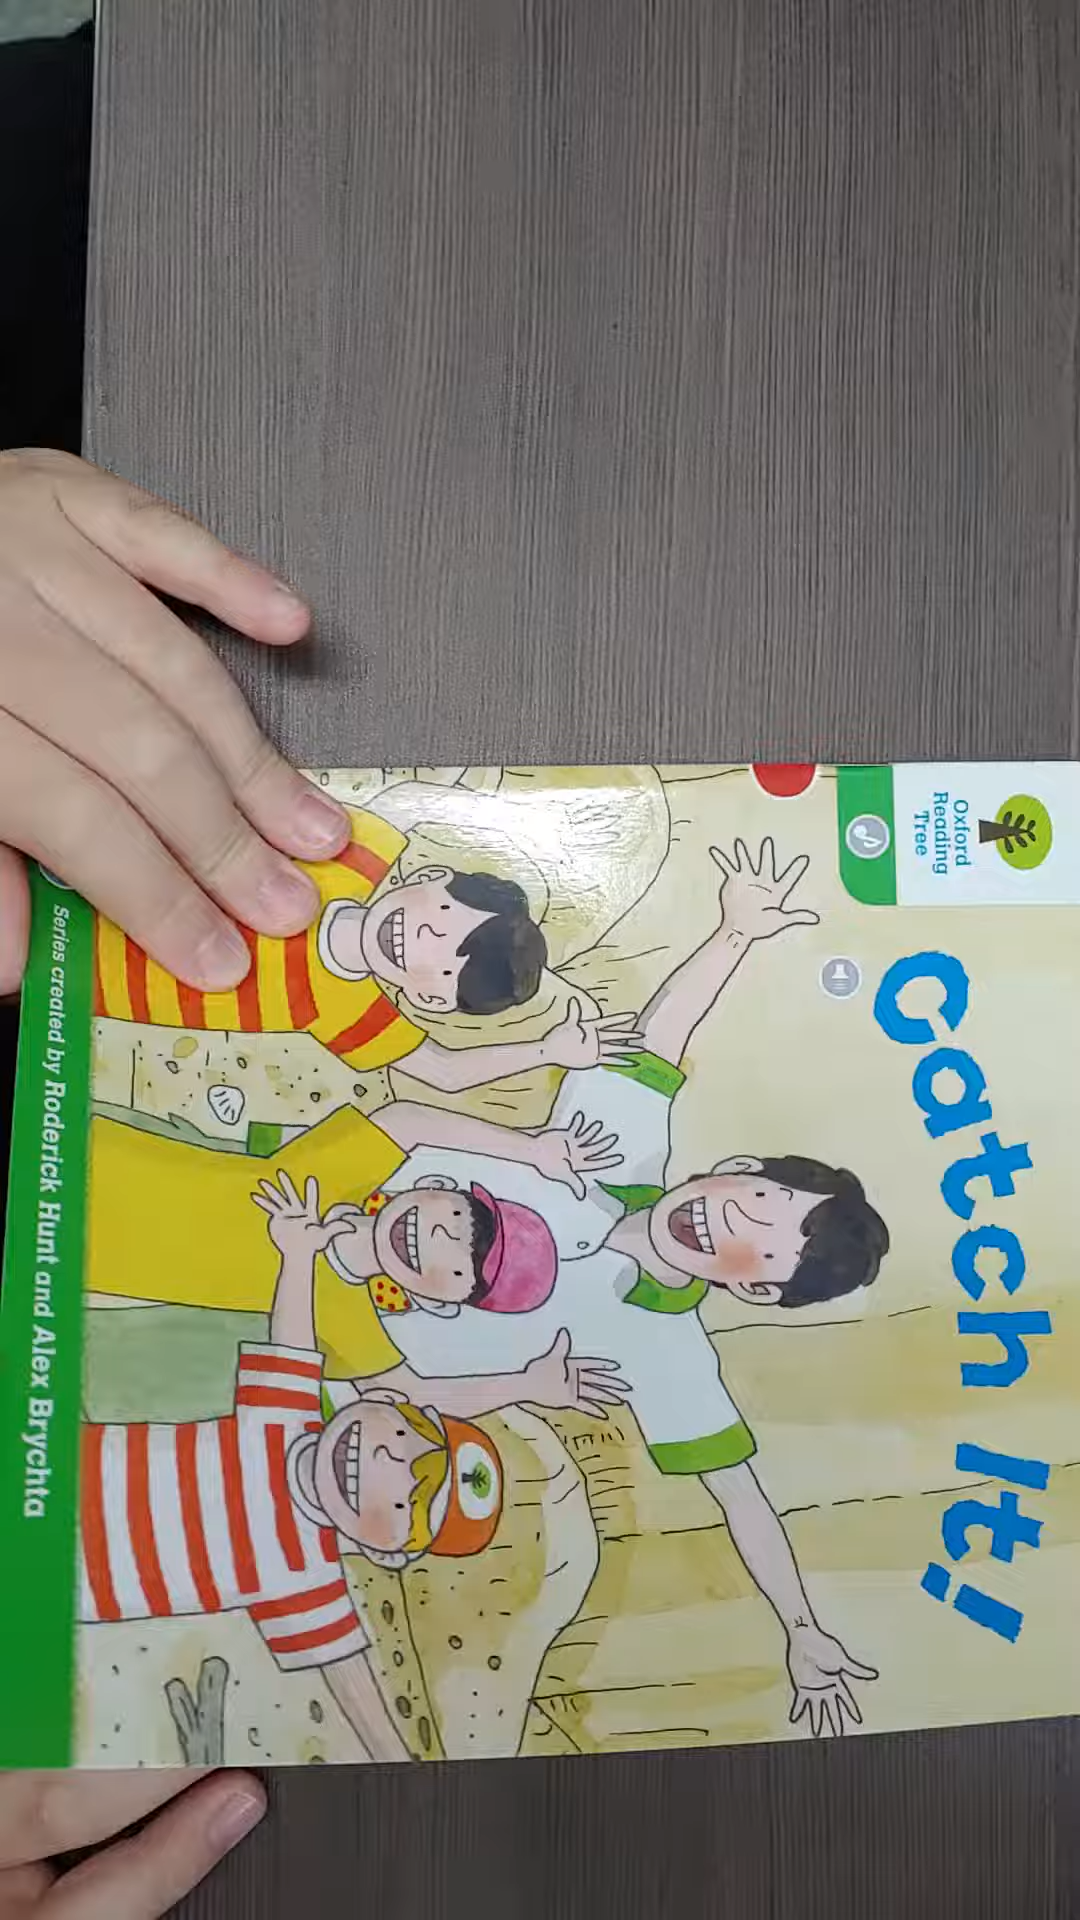 Oxford
Reading
Tree
Catch It!
Series created by Roderick Hunt and Alex Brychta